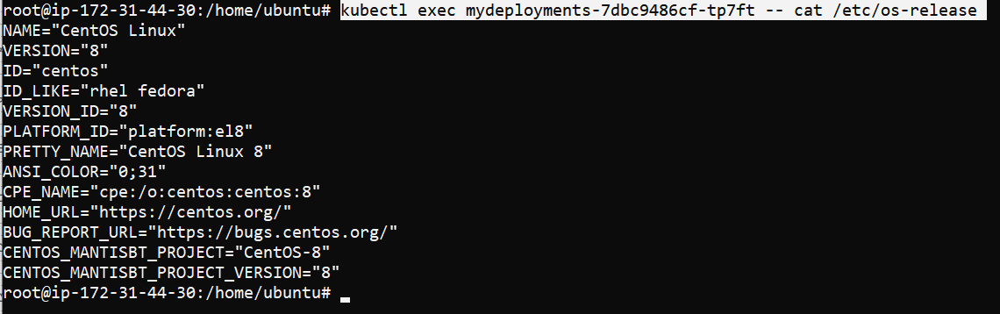 root@ip-172-31-44-30:/home/ubuntu# kubectl exec mydeployments-7dbc9486cf-tp7ft -- cat /etc/os-release
NAME="CentOS Linux"
VERSION="8"
ID="centos"
ID_LIKE="rhel fedora"
VERSION_ID="8"
PLATFORM_ID="platform:el8"
PRETTY_NAME="CentOS Linux 8"
ANSI_COLOR="0;31"
CPE_NAME="cpe:/o:centos:centos:8"
HOME_URL="https://centos.org/"
BUG_REPORT_URL="https://bugs.centos.org/"
CENTOS_MANTISBT_PROJECT="CentOS-8"
CENTOS_MANTISBT_PROJECT_VERSION="8"
root@ip-172-31-44-30:/home/ubuntu#